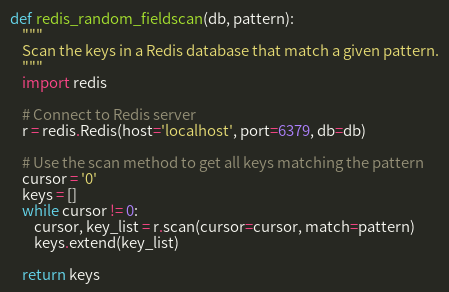 def redis_random_fieldscan(db, pattern):
    """
    Scan the keys in a Redis database that match a given pattern.
    """
    import redis

    # Connect to Redis server
    r = redis.Redis(host='localhost', port=6379, db=db)

    # Use the scan method to get all keys matching the pattern
    cursor = '0'
    keys = []
    while cursor != 0:
        cursor, key_list = r.scan(cursor=cursor, match=pattern)
        keys.extend(key_list)

    return keys